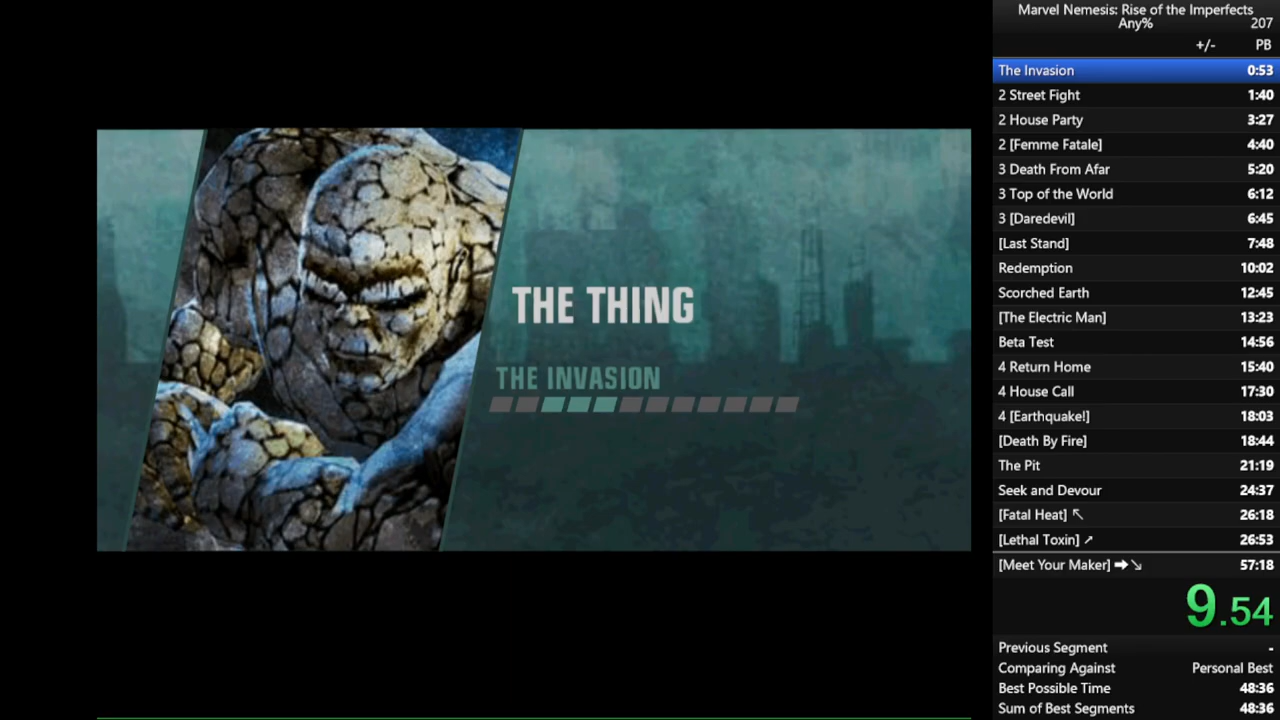 THE THING
THE INVASION
Marvel Nemesis: Rise of the Imperfects
Any% 207
+/- PB
The Invasion 0:53
2 Street Fight 1:40
2 House Party 3:27
2 [Femme Fatale] 4:40
3 Death From Afar 5:20
3 Top of the World 6:12
3 [Daredevil] 6:45
[Last Stand] 7:48
Redemption 10:02
Scorched Earth 12:45
[The Electric Man] 13:23
Beta Test 14:56
4 Return Home 15:40
4 House Call 17:30
4 [Earthquake!] 18:03
[Death By Fire] 18:44
The Pit 21:19
Seek and Devour 24:37
[Fatal Heat] ↖ 26:18
[Lethal Toxin] ↗ 26:53
[Meet Your Maker] ➡↘ 57:18
9.54
Previous Segment -
Comparing Against Personal Best
Best Possible Time 48:36
Sum of Best Segments 48:36